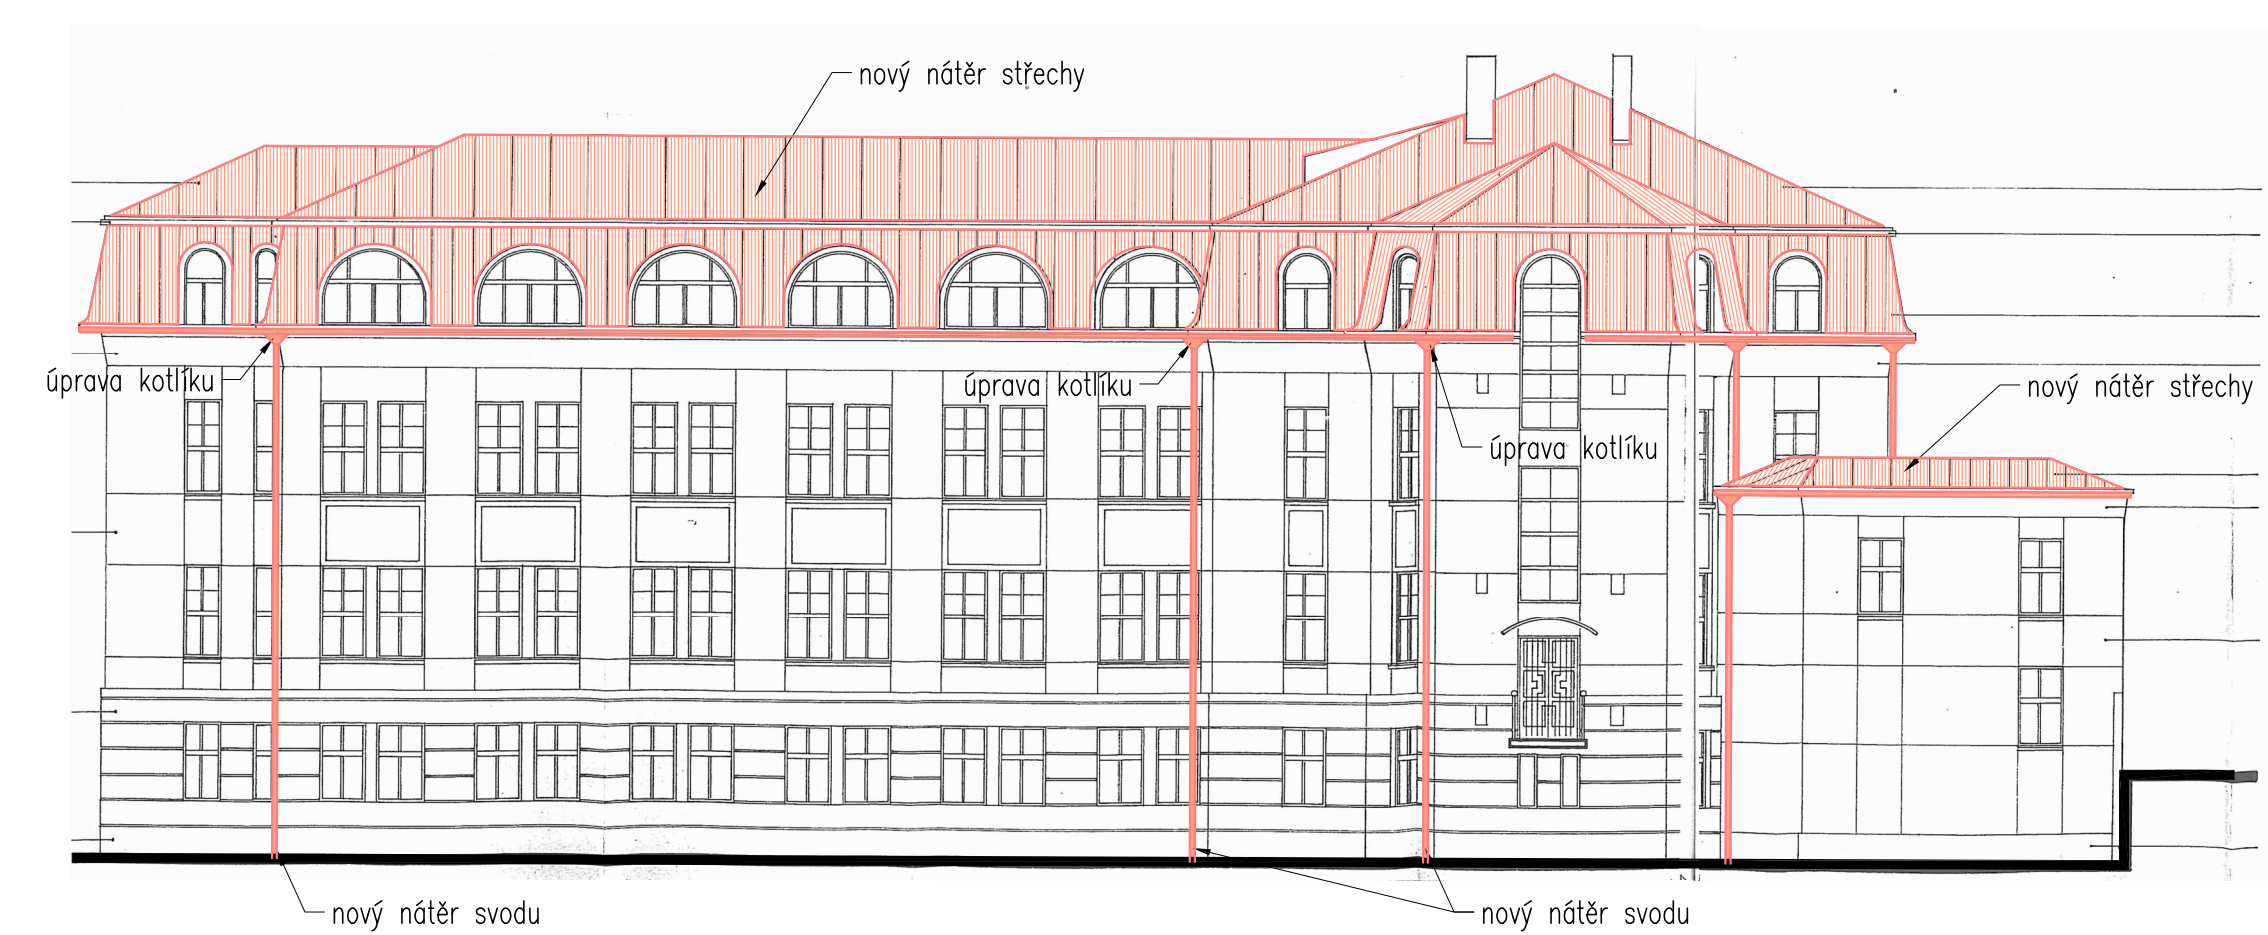 nový nátěr střechy
úprava kotlíku
úprava kotlíku
nový nátěr střechy
úprava kotlíku
nový nátěr svodu
nový nátěr svodu